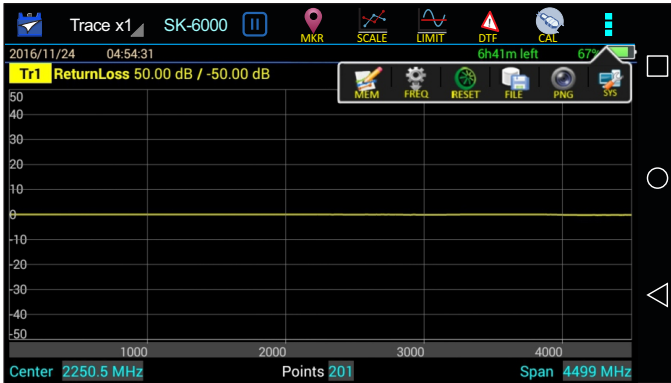 Trace x1 SK-6000 MKR SCALE LIMIT DTF CAL
2016/11/24 04:54:31 6h41m left 67%
Tr1 ReturnLoss 50.00 dB / -50.00 dB
MEM FREQ RESET FILE PNG SYS
50
40
30
20
10
0
-10
-20
-30
-40
-50
1000 2000 3000 4000
Center 2250.5 MHz Points 201 Span 4499 MHz